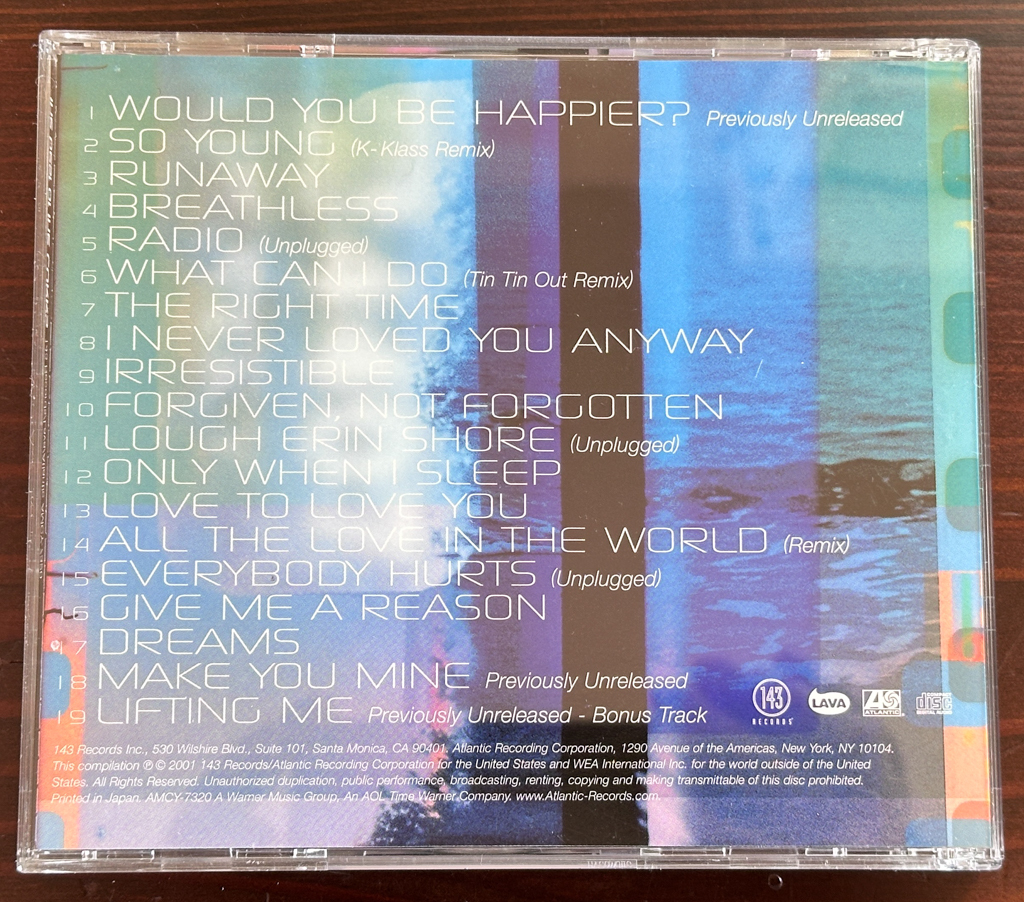 1 WOULD YOU BE HAPPIER? Previously Unreleased
2 SO YOUNG (K-Klass Remix)
3 RUNAWAY
4 BREATHLESS
5 RADIO (Unplugged)
6 WHAT CAN I DO (Tin Tin Out Remix)
7 THE RIGHT TIME
8 I NEVER LOVED YOU ANYWAY
9 IRRESISTIBLE
10 FORGIVEN, NOT FORGOTTEN
11 LOUGH ERIN SHORE (Unplugged)
12 ONLY WHEN I SLEEP
13 LOVE TO LOVE YOU
14 ALL THE LOVE IN THE WORLD (Remix)
15 EVERYBODY HURTS (Unplugged)
16 GIVE ME A REASON
17 DREAMS
18 MAKE YOU MINE Previously Unreleased
19 LIFTING ME Previously Unreleased - Bonus Track
143 RECORDS
LAVA
ATLANTIC
COMPACT disc DIGITAL AUDIO
143 Records Inc., 530 Wilshire Blvd., Suite 101, Santa Monica, CA 90401. Atlantic Recording Corporation, 1290 Avenue of the Americas, New York, NY 10104.
This compilation ℗ © 2001 143 Records/Atlantic Recording Corporation for the United States and WEA International Inc. for the world outside of the United
States. All Rights Reserved. Unauthorized duplication, public performance, broadcasting, renting, copying and making transmittable of this disc prohibited.
Printed in Japan. AMCY-7320 A Warner Music Group, An AOL Time Warner Company. www.Atlantic-Records.com.